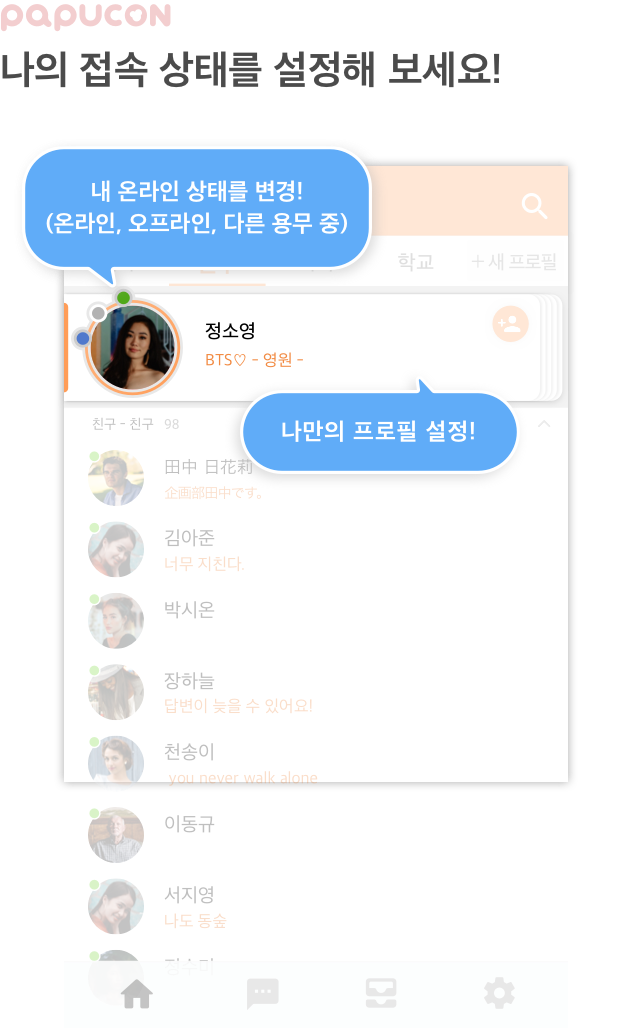 papucon
나의 접속 상태를 설정해 보세요!
내 온라인 상태를 변경!
(온라인, 오프라인, 다른 용무 중)
학교
+ 새 프로필
정소영
BTS♡ - 영원 -
친구 - 친구 98
나만의 프로필 설정!
田中 日花莉
企画部田中です。
김아준
너무 지친다.
박시온
장하늘
답변이 늦을 수 있어요!
천송이
you never walk alone
이동규
서지영
나도 동숲